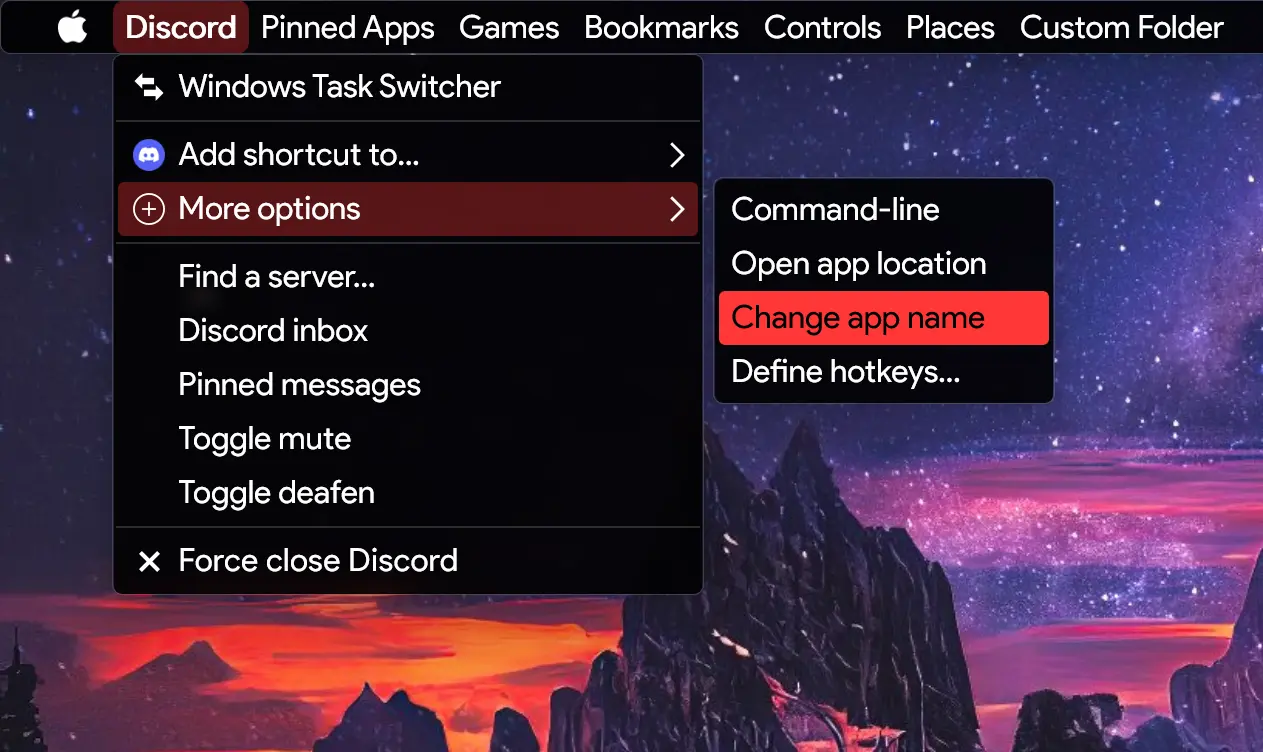 Discord Pinned Apps Games Bookmarks Controls Places Custom Folder
Windows Task Switcher
Add shortcut to...
More options
Find a server...
Discord inbox
Pinned messages
Toggle mute
Toggle deafen
Force close Discord
Command-line
Open app location
Change app name
Define hotkeys...